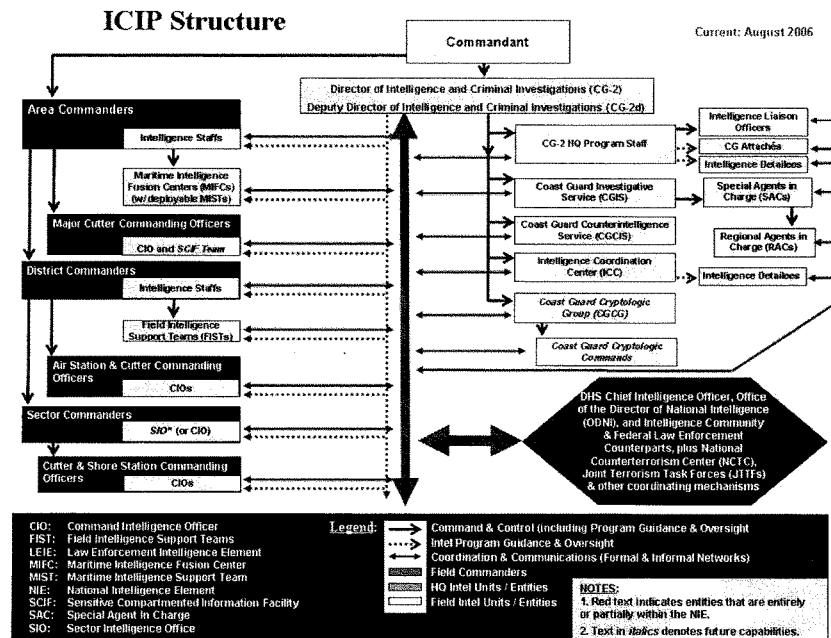 ICIP Structure
Current: August 2006
Commandant
Director of Intelligence and Criminal Investigations (CG-2)
Deputy Director of Intelligence and Criminal Investigations (CG-2d)
Area Commanders
Intelligence Staffs
Maritime Intelligence
Fusion Centers (MIFCs)
(w/ deployable MISTs)
Major Cutter Commanding Officers
CIO and SCIF Team
District Commanders
Intelligence Staffs
Field Intelligence
Support Teams (FISTs)
Air Station & Cutter Commanding
Officers
CIOs
Sector Commanders
SIO* (or CIO)
Cutter & Shore Station Commanding
Officers
CIOs
CG-2 HQ Program Staff
Intelligence Liaison
Officers
CG Attachés
Intelligence Detailees
Coast Guard Investigative
Service (CGIS)
Special Agents in
Charge (SACs)
Coast Guard Counterintelligence
Service (CGCIS)
Regional Agents in
Charge (RACs)
Intelligence Coordination
Center (ICC)
Intelligence Detailees
Coast Guard Cryptologic
Group (CGCG)
Coast Guard Cryptologic
Commands
DHS Chief Intelligence Officer, Office
of the Director of National Intelligence
(ODNI), and Intelligence Community
& Federal Law Enforcement
Counterparts, plus National
Counterterrorism Center (NCTC),
Joint Terrorism Task Forces (JTTFs)
& other coordinating mechanisms
CIO: Command Intelligence Officer
FIST: Field Intelligence Support Teams
LEIE: Law Enforcement Intelligence Element
MIFC: Maritime Intelligence Fusion Center
MIST: Maritime Intelligence Support Team
NIE: National Intelligence Element
SCIF: Sensitive Compartmented Information Facility
SAC: Special Agent In Charge
SIO: Sector Intelligence Office
Legend:
Command & Control (including Program Guidance & Oversight
Intel Program Guidance & Oversight
Coordination & Communications (Formal & Informal Networks)
Field Commanders
HQ Intel Units / Entities
Field Intel Units / Entities
NOTES:
1. Red text indicates entities that are entirely
or partially within the NIE.
2. Text in italics denotes future capabilities.